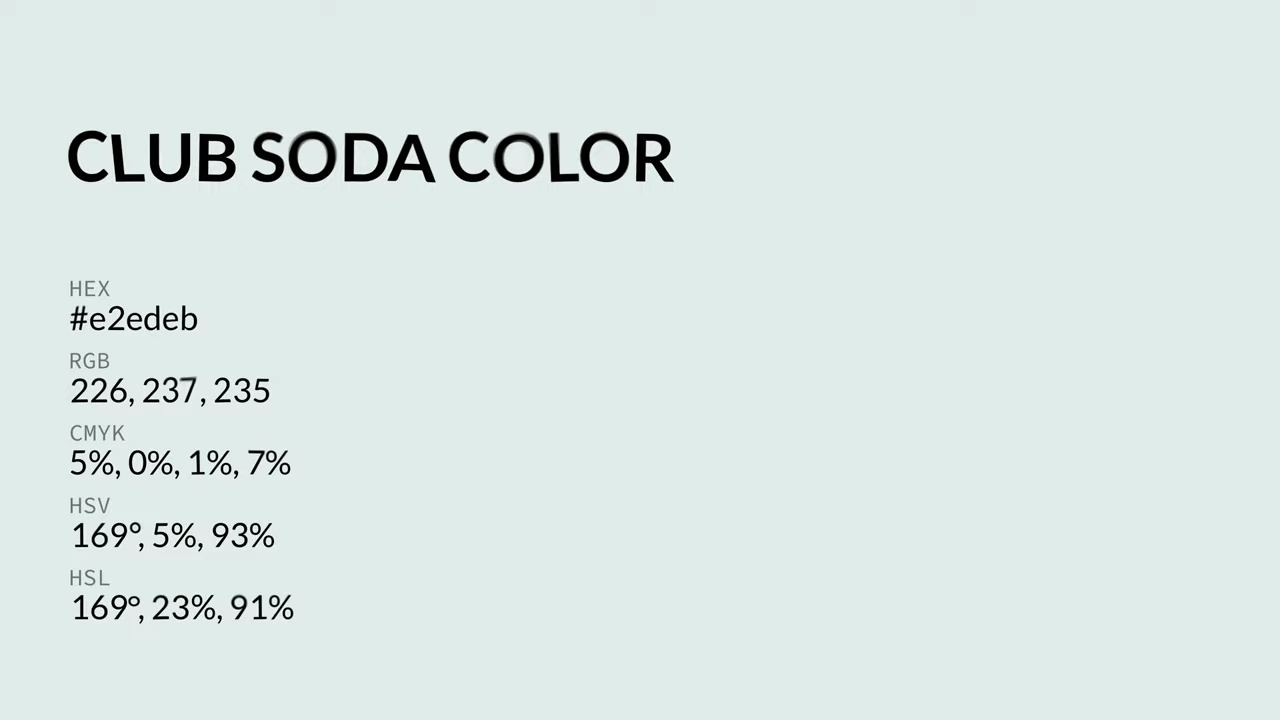 CLUB SODA COLOR
HEX
#e2edeb
RGB
226, 237, 235
CMYK
5%, 0%, 1%, 7%
HSV
169°, 5%, 93%
HSL
169°, 23%, 91%